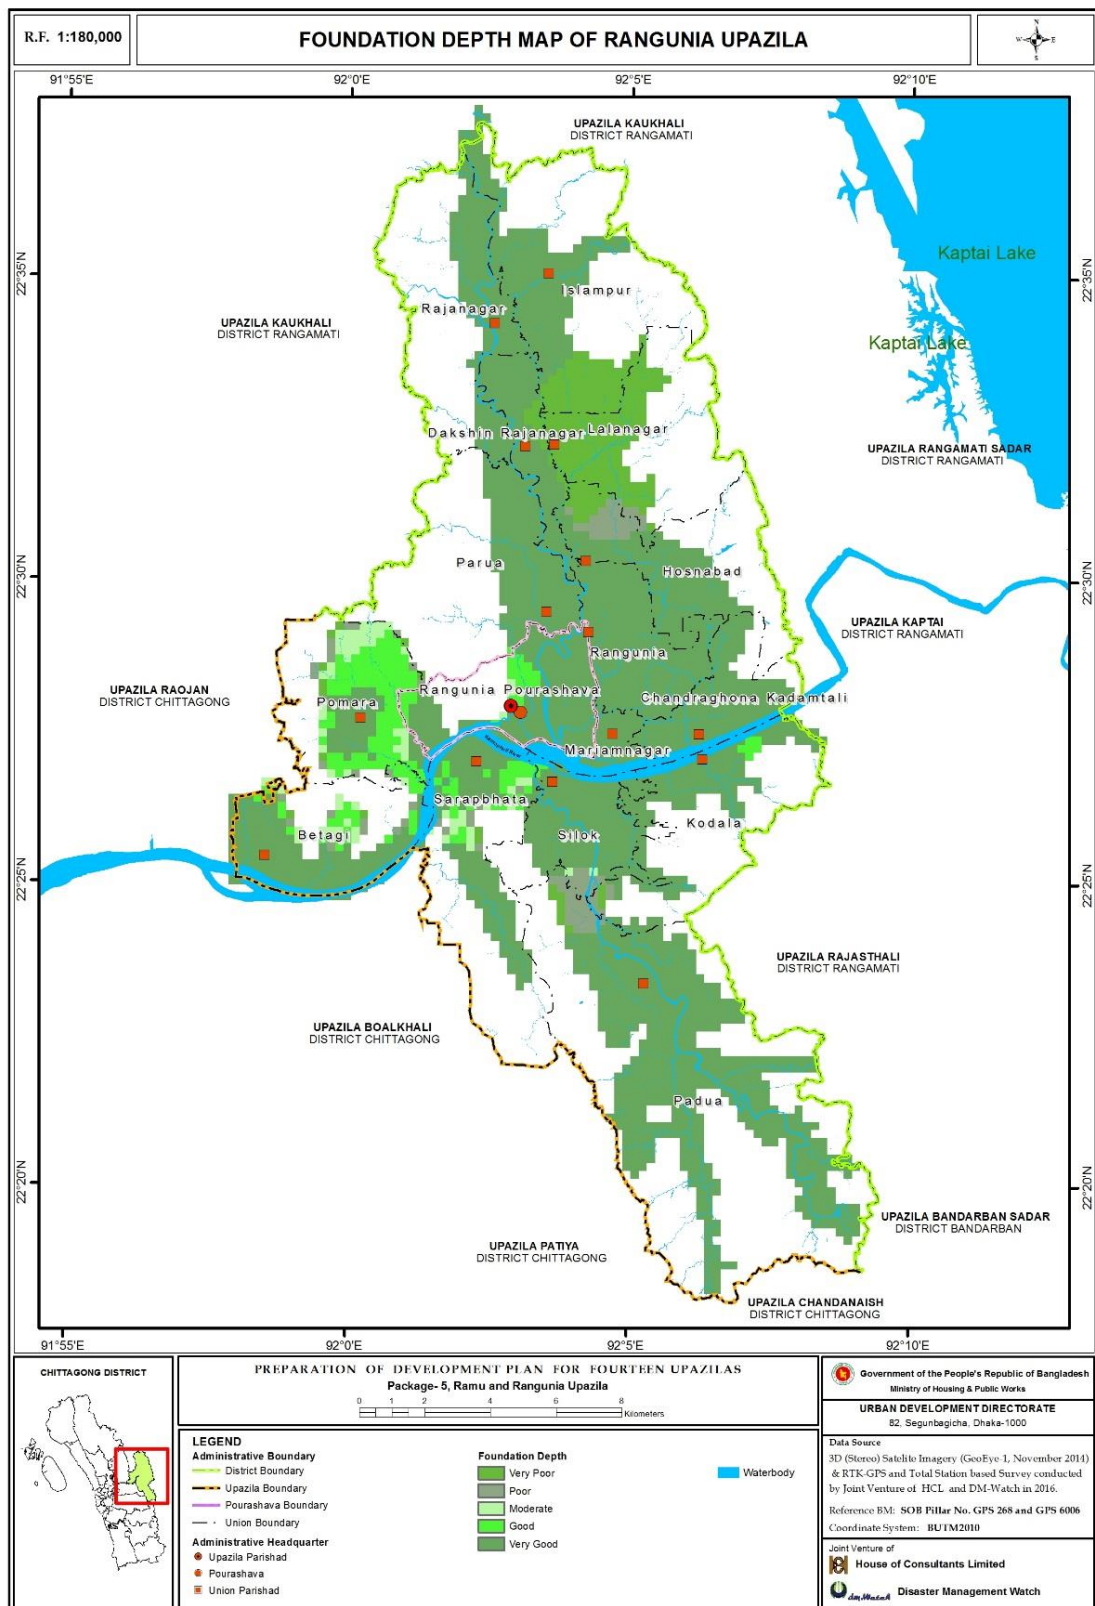 R.F. 1:180,000
FOUNDATION DEPTH MAP OF RANGUNIA UPAZILA
N
W E
S
91°55'E 92°0'E 92°5'E 92°10'E
UPAZILA KAUKHALI
DISTRICT RANGAMATI
Kaptai Lake
22°35'N 22°35'N
Islampur
Rajanagar
UPAZILA KAUKHALI
DISTRICT RANGAMATI
Kaptai Lake
Dakshin Rajanagar
Lalanagar
UPAZILA RANGAMATI SADAR
DISTRICT RANGAMATI
Parua
Hosnabad
22°30'N 22°30'N
UPAZILA KAPTAI
DISTRICT RANGAMATI
Rangunia
UPAZILA RAOJAN
DISTRICT CHITTAGONG
Pomara
Rangunia Pourashava
Chandraghona Kadamtali
Mariamnagar
Sarapbhata
Betagi
Silok
Kodala
22°25'N 22°25'N
UPAZILA RAJASTHALI
DISTRICT RANGAMATI
UPAZILA BOALKHALI
DISTRICT CHITTAGONG
Padua
22°20'N 22°20'N
UPAZILA BANDARBAN SADAR
DISTRICT BANDARBAN
UPAZILA PATIYA
DISTRICT CHITTAGONG
UPAZILA CHANDANAISH
DISTRICT CHITTAGONG
91°55'E 92°0'E 92°5'E 92°10'E
CHITTAGONG DISTRICT
PREPARATION OF DEVELOPMENT PLAN FOR FOURTEEN UPAZILAS
Package- 5, Ramu and Rangunia Upazila
0 1 2 4 6 8
Kilometers
LEGEND
Administrative Boundary
District Boundary
Upazila Boundary
Pourashava Boundary
Union Boundary
Administrative Headquarter
Upazila Parishad
Pourashava
Union Parishad
Foundation Depth
Very Poor
Poor
Moderate
Good
Very Good
Waterbody
Government of the People's Republic of Bangladesh
Ministry of Housing & Public Works
URBAN DEVELOPMENT DIRECTORATE
82, Segunbagicha, Dhaka-1000
Data Source
3D (Stereo) Satelite Imagery (GeoEye-1, November 2014)
& RTK-GPS and Total Station based Survey conducted
by Joint Venture of HCL and DM-Watch in 2016.
Reference BM: SOB Pillar No. GPS 268 and GPS 6006
Coordinate System: BUTM2010
Joint Venture of
House of Consultants Limited
dmWatch Disaster Management Watch